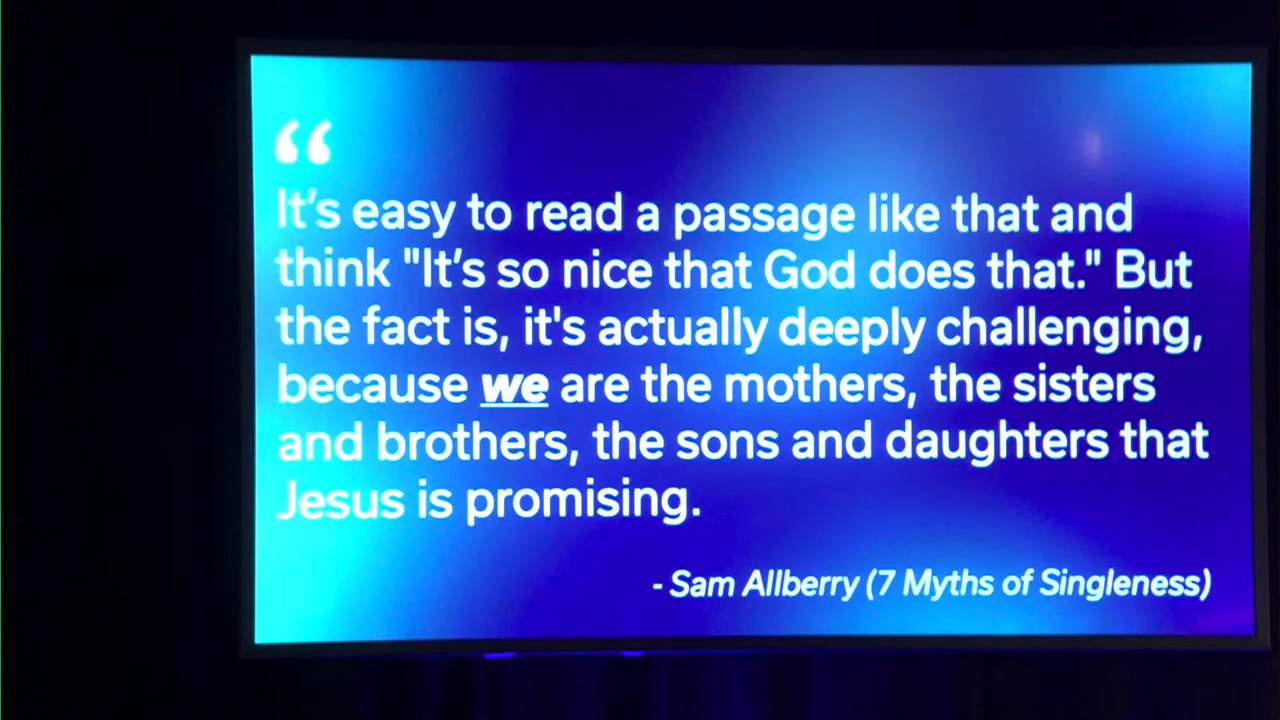 “
It's easy to read a passage like that and
think "It's so nice that God does that." But
the fact is, it's actually deeply challenging,
because we are the mothers, the sisters
and brothers, the sons and daughters that
Jesus is promising.
- Sam Allberry (7 Myths of Singleness)